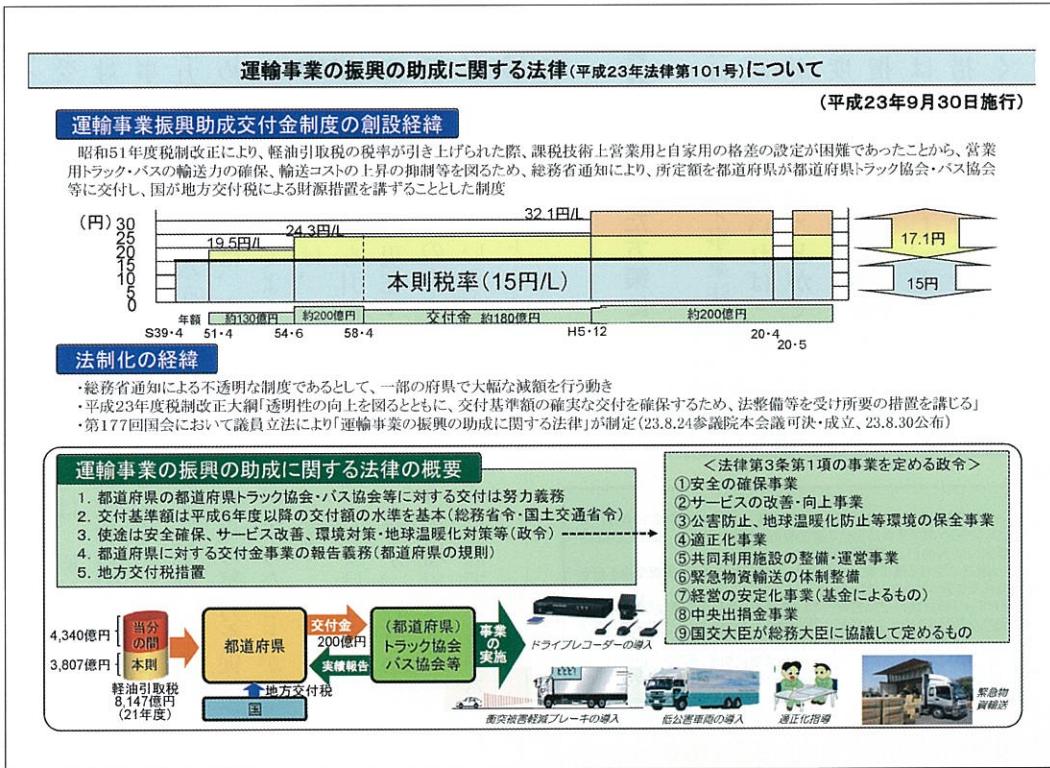 運輸事業の振興の助成に関する法律(平成23年法律第101号)について
(平成23年9月30日施行)
運輸事業振興助成交付金制度の創設経緯
昭和51年度税制改正により、軽油引取税の税率が引き上げられた際、課税技術上営業用と自家用の格差の設定が困難であったことから、営業
用トラック・バスの輸送力の確保、輸送コストの上昇の抑制等を図るため、総務省通知により、所定額を都道府県が都道府県トラック協会・バス協会
等に交付し、国が地方交付税による財源措置を講ずることとした制度
(円)
30
25
20
15
10
5
0
19.5円/L
24.3円/L
32.1円/L
本則税率(15円/L)
17.1円
15円
年額
約130億円
約200億円
交付金 約180億円
約200億円
S39・4
51・4
54・6
58・4
H5・12
20・4
20・5
法制化の経緯
・総務省通知による不透明な制度であるとして、一部の府県で大幅な減額を行う動き
・平成23年度税制改正大綱「透明性の向上を図るとともに、交付基準額の確実な交付を確保するため、法整備等を受け所要の措置を講じる」
・第177回国会において議員立法により「運輸事業の振興の助成に関する法律」が制定(23.8.24参議院本会議可決・成立、23.8.30公布)
運輸事業の振興の助成に関する法律の概要
1. 都道府県の都道府県トラック協会・バス協会等に対する交付は努力義務
2. 交付基準額は平成6年度以降の交付額の水準を基本(総務省令・国土交通省令)
3. 使途は安全確保、サービス改善、環境対策・地球温暖化対策等(政令)
4. 都道府県に対する交付金事業の報告義務(都道府県の規則)
5. 地方交付税措置
<法律第3条第1項の事業を定める政令>
①安全の確保事業
②サービスの改善・向上事業
③公害防止、地球温暖化防止等環境の保全事業
④適正化事業
⑤共同利用施設の整備・運営事業
⑥緊急物資輸送の体制整備
⑦経営の安定化事業(基金によるもの)
⑧中央出捐金事業
⑨国交大臣が総務大臣に協議して定めるもの
4,340億円
当分
の間
3,807億円
本則
軽油引取税
8,147億円
(21年度)
都道府県
地方交付税
国
交付金
200億円
実績報告
(都道府県)
トラック協会
バス協会等
事業の実施
ドライブレコーダーの導入
衝突被害軽減ブレーキの導入
低公害車両の導入
適正化指導
緊急物
資輸送